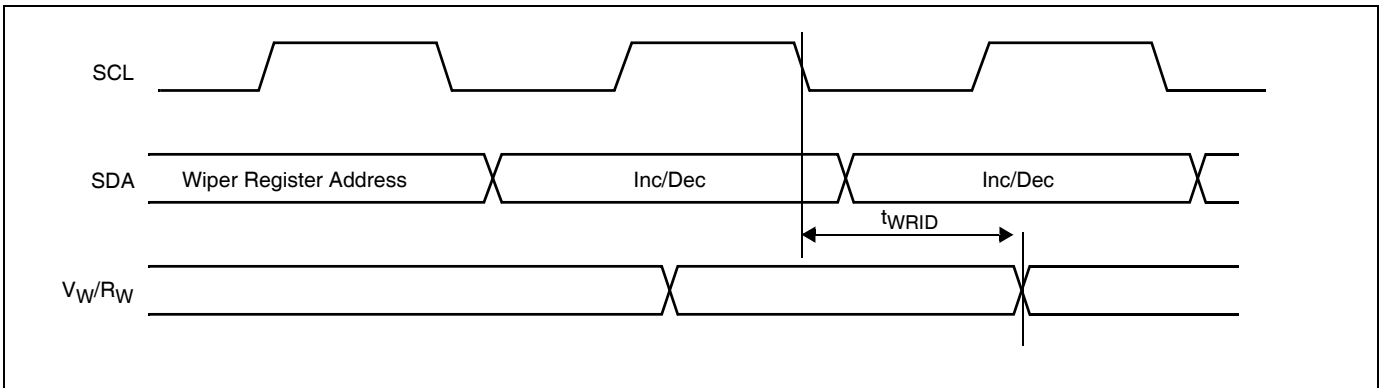 SCL
SDA Wiper Register Address Inc/Dec Inc/Dec
tWRID
VW/RW